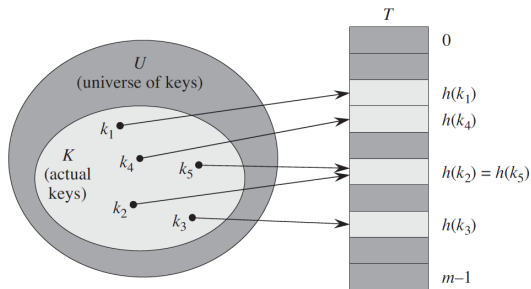 T
U
(universe of keys)
K
(actual
keys)
k₁
k₄
k₅
k₂
k₃
0
h(k₁)
h(k₄)
h(k₂) = h(k₅)
h(k₃)
m–1